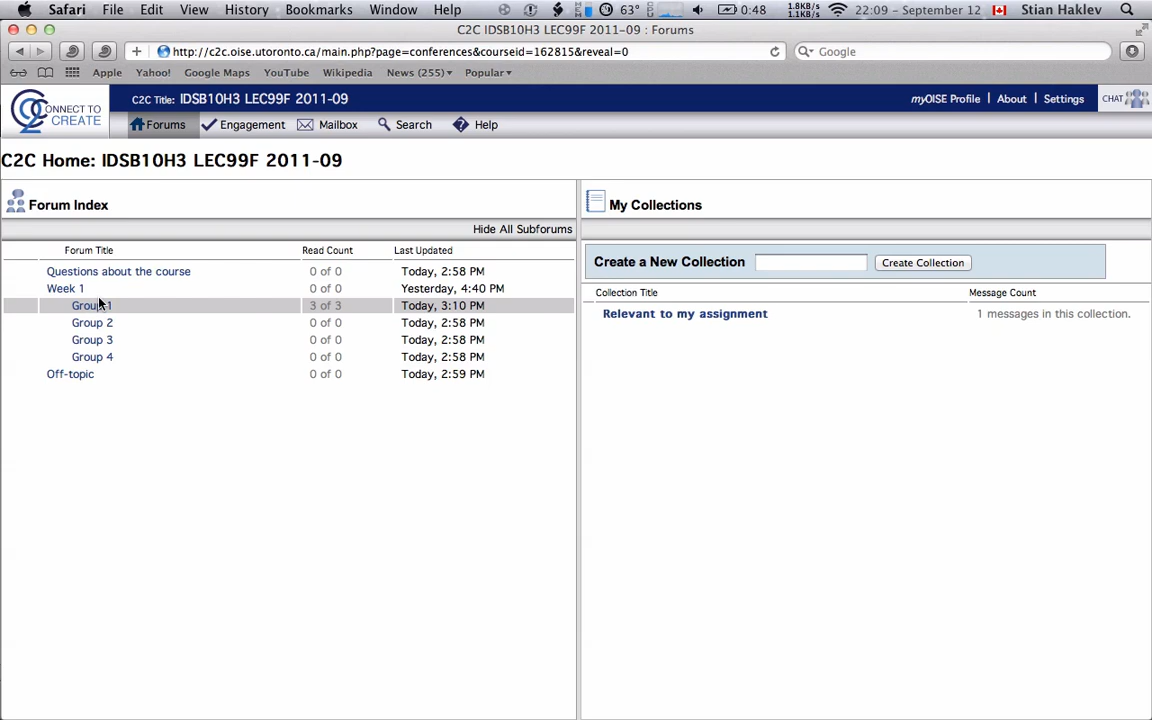 Safari File Edit View History Bookmarks Window Help 63° 0:48 1.8KB/s 1.1KB/s 22:09 - September 12 Stian Haklev
C2C IDSB10H3 LEC99F 2011-09 : Forums
http://c2c.oise.utoronto.ca/main.php?page=conferences&courseid=162815&reveal=0 Google
Apple Yahoo! Google Maps YouTube Wikipedia News (255) Popular
CONNECT TO CREATE
C2C Title: IDSB10H3 LEC99F 2011-09 myOISE Profile | About | Settings CHAT
Forums Engagement Mailbox Search Help
C2C Home: IDSB10H3 LEC99F 2011-09
Forum Index
Hide All Subforums
Forum Title Read Count Last Updated
Questions about the course 0 of 0 Today, 2:58 PM
Week 1 0 of 0 Yesterday, 4:40 PM
Group 1 3 of 3 Today, 3:10 PM
Group 2 0 of 0 Today, 2:58 PM
Group 3 0 of 0 Today, 2:58 PM
Group 4 0 of 0 Today, 2:58 PM
Off-topic 0 of 0 Today, 2:59 PM
My Collections
Create a New Collection Create Collection
Collection Title Message Count
Relevant to my assignment 1 messages in this collection.